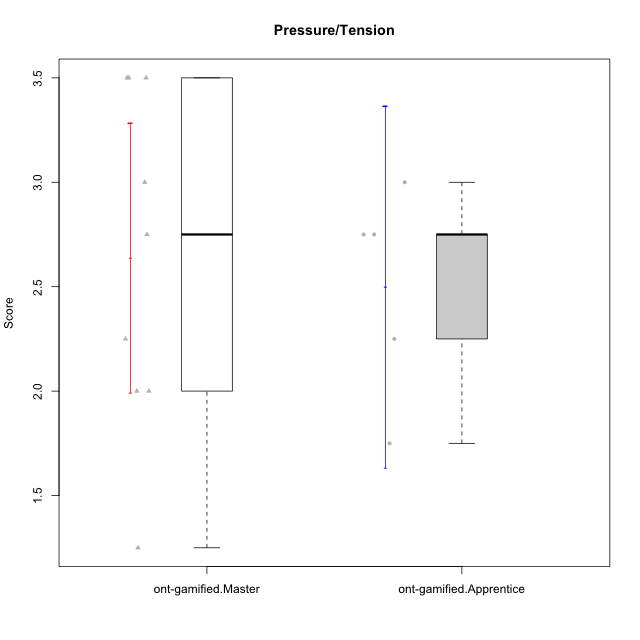 Pressure/Tension
Score
3.5
3.0
2.5
2.0
1.5
ont-gamified.Master
ont-gamified.Apprentice